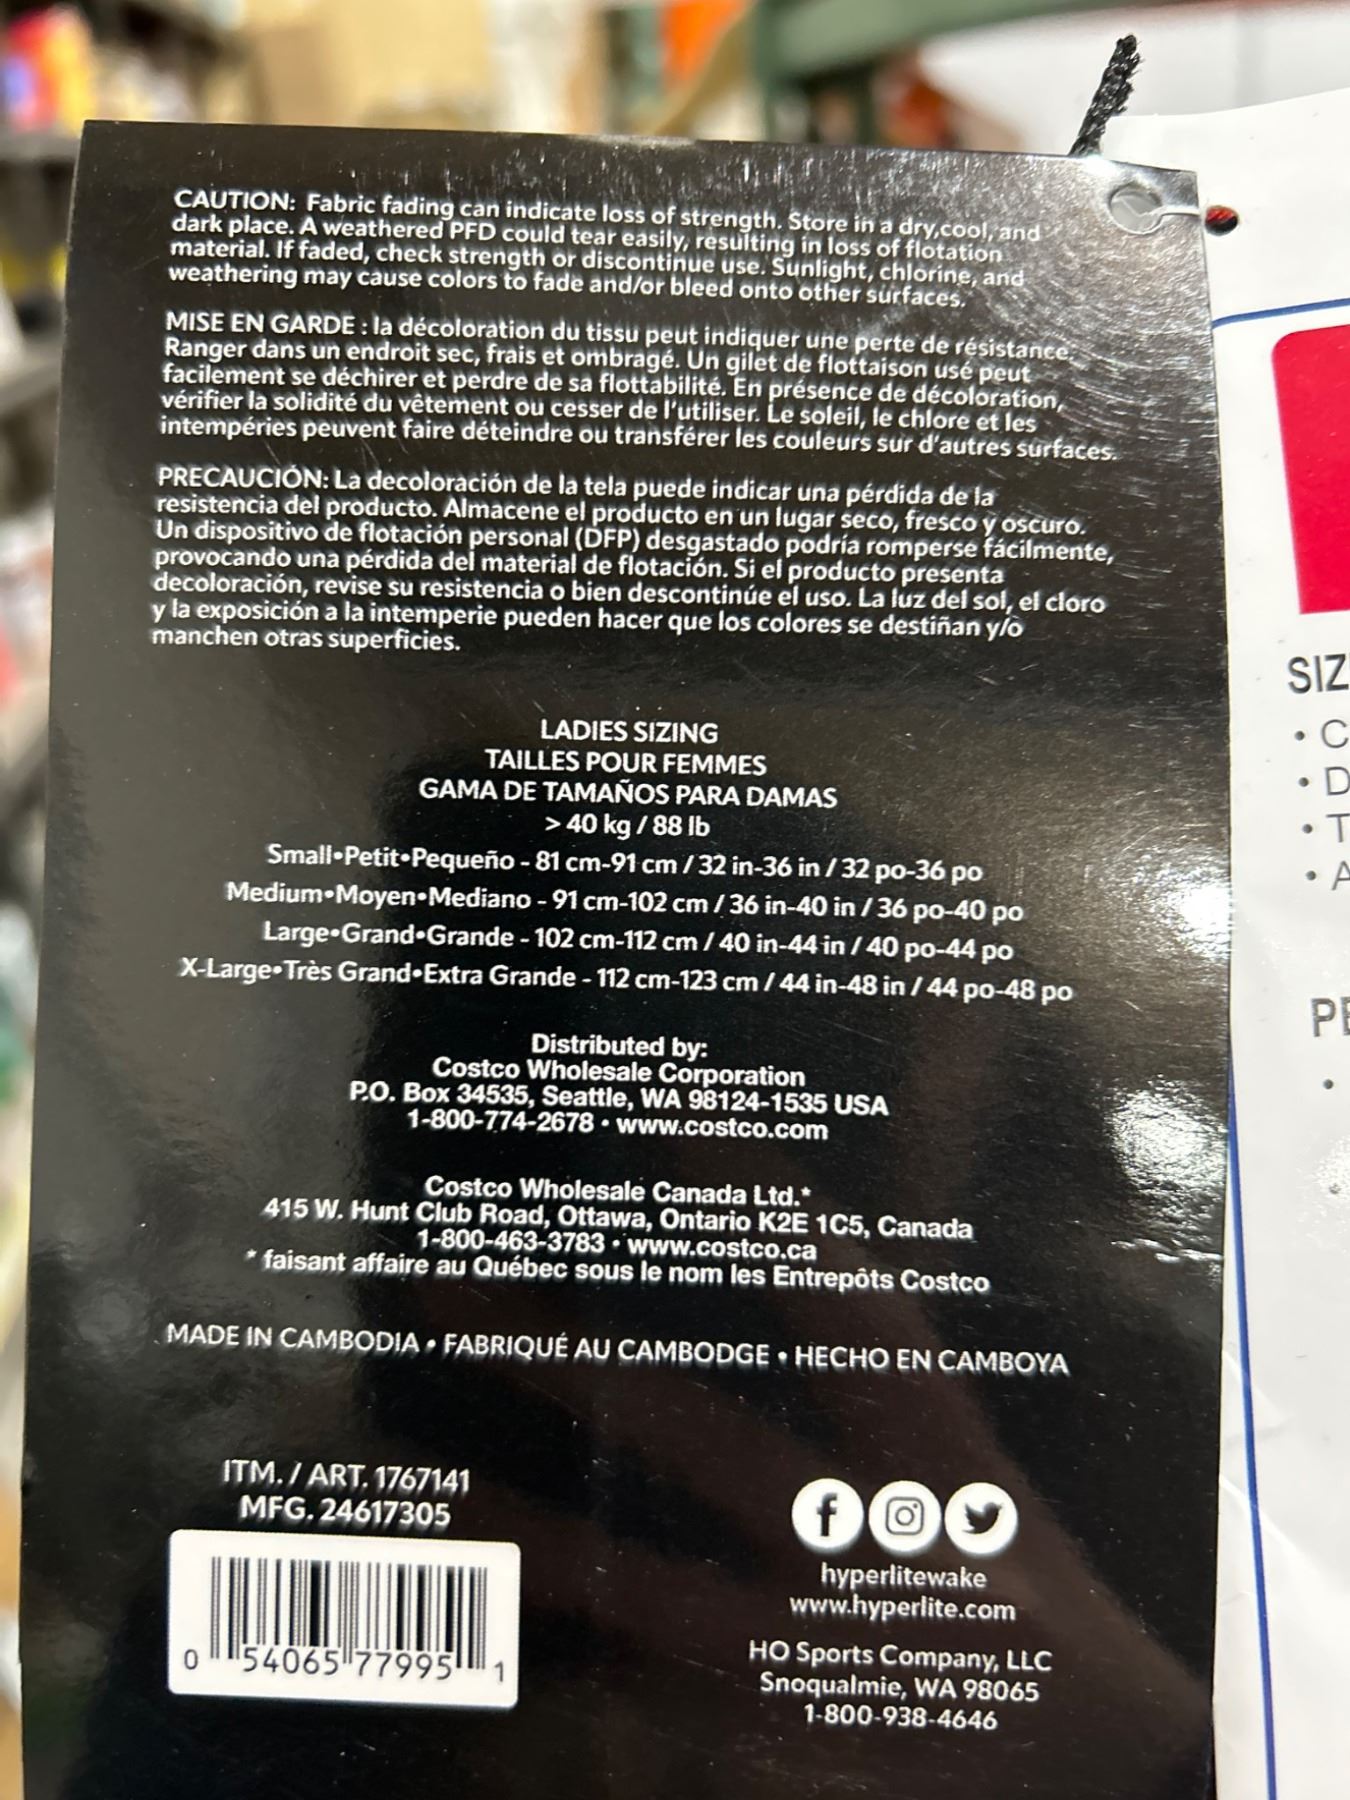 CAUTION: Fabric fading can indicate loss of strength. Store in a dry,cool, and
dark place. A weathered PFD could tear easily, resulting in loss of flotation
material. If faded, check strength or discontinue use. Sunlight, chlorine, and
weathering may cause colors to fade and/or bleed onto other surfaces.
MISE EN GARDE : la décoloration du tissu peut indiquer une perte de résistance.
Ranger dans un endroit sec, frais et ombragé. Un gilet de flottaison usé peut
facilement se déchirer et perdre de sa flottabilité. En présence de décoloration,
vérifier la solidité du vêtement ou cesser de l'utiliser. Le soleil, le chlore et les
intempéries peuvent faire déteindre ou transférer les couleurs sur d'autres surfaces.
PRECAUCIÓN: La decoloración de la tela puede indicar una pérdida de la
resistencia del producto. Almacene el producto en un lugar seco, fresco y oscuro.
Un dispositivo de flotación personal (DFP) desgastado podría romperse fácilmente,
provocando una pérdida del material de flotación. Si el producto presenta
decoloración, revise su resistencia o bien descontinúe el uso. La luz del sol, el cloro
y la exposición a la intemperie pueden hacer que los colores se destiñan y/o
manchen otras superficies.
LADIES SIZING
TAILLES POUR FEMMES
GAMA DE TAMAÑOS PARA DAMAS
> 40 kg / 88 lb
Small•Petit•Pequeño - 81 cm-91 cm / 32 in-36 in / 32 po-36 po
Medium•Moyen•Mediano - 91 cm-102 cm / 36 in-40 in / 36 po-40 po
Large•Grand•Grande - 102 cm-112 cm / 40 in-44 in / 40 po-44 po
X-Large•Très Grand•Extra Grande - 112 cm-123 cm / 44 in-48 in / 44 po-48 po
Distributed by:
Costco Wholesale Corporation
P.O. Box 34535, Seattle, WA 98124-1535 USA
1-800-774-2678 • www.costco.com
Costco Wholesale Canada Ltd.*
415 W. Hunt Club Road, Ottawa, Ontario K2E 1C5, Canada
1-800-463-3783 • www.costco.ca
* faisant affaire au Québec sous le nom les Entrepôts Costco
MADE IN CAMBODIA • FABRIQUÉ AU CAMBODGE • HECHO EN CAMBOYA
ITM. / ART. 1767141
MFG. 24617305
0 54065 77995 1
hyperlitewake
www.hyperlite.com
HO Sports Company, LLC
Snoqualmie, WA 98065
1-800-938-4646